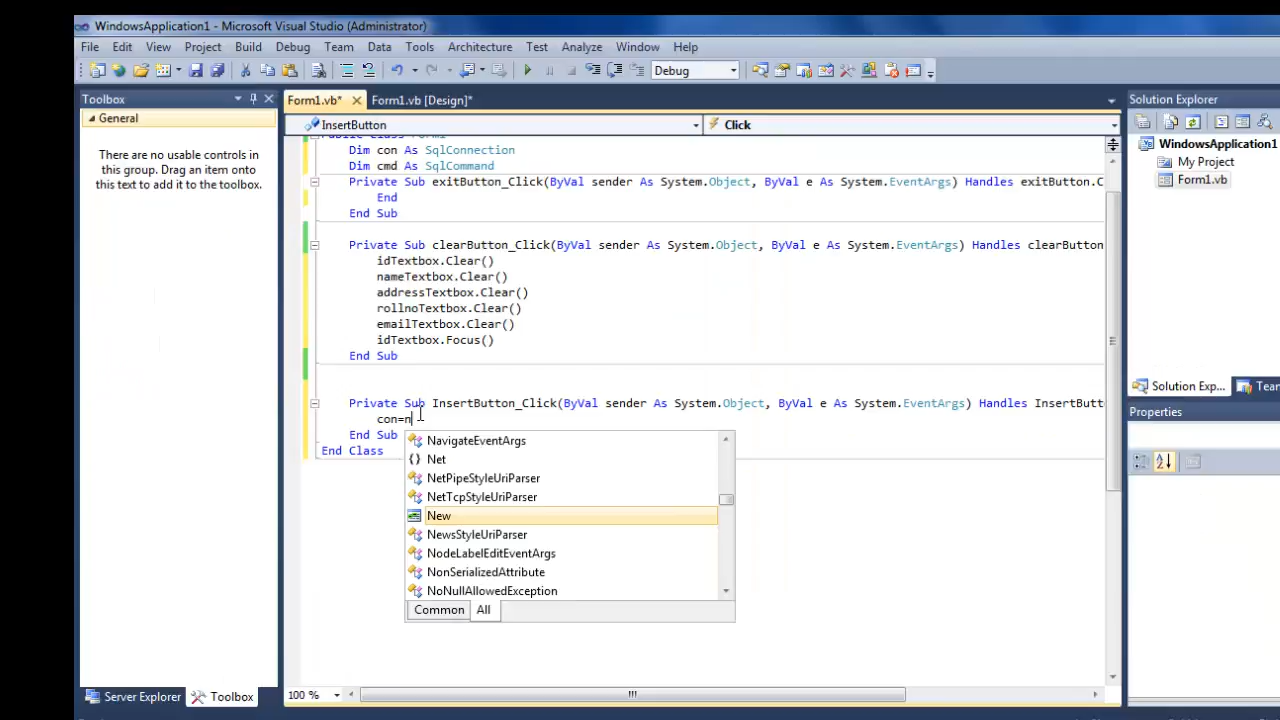 WindowsApplication1 - Microsoft Visual Studio (Administrator)
File Edit View Project Build Debug Team Data Tools Architecture Test Analyze Window Help
Debug
Toolbox
Form1.vb* Form1.vb [Design]*
Solution Explorer
General
InsertButton Click
There are no usable controls in
this group. Drag an item onto
this text to add it to the toolbox.
Public Class Form1
Dim con As SqlConnection
Dim cmd As SqlCommand
Private Sub exitButton_Click(ByVal sender As System.Object, ByVal e As System.EventArgs) Handles exitButton.C
End
End Sub
Private Sub clearButton_Click(ByVal sender As System.Object, ByVal e As System.EventArgs) Handles clearButton
idTextbox.Clear()
nameTextbox.Clear()
addressTextbox.Clear()
rollnoTextbox.Clear()
emailTextbox.Clear()
idTextbox.Focus()
End Sub
Private Sub InsertButton_Click(ByVal sender As System.Object, ByVal e As System.EventArgs) Handles InsertButto
con=n
End Sub
End Class
NavigateEventArgs
Net
NetPipeStyleUriParser
NetTcpStyleUriParser
New
NewsStyleUriParser
NodeLabelEditEventArgs
NonSerializedAttribute
NoNullAllowedException
Common All
WindowsApplication1
My Project
Form1.vb
Solution Exp... Tear
Properties
Server Explorer Toolbox
100 %